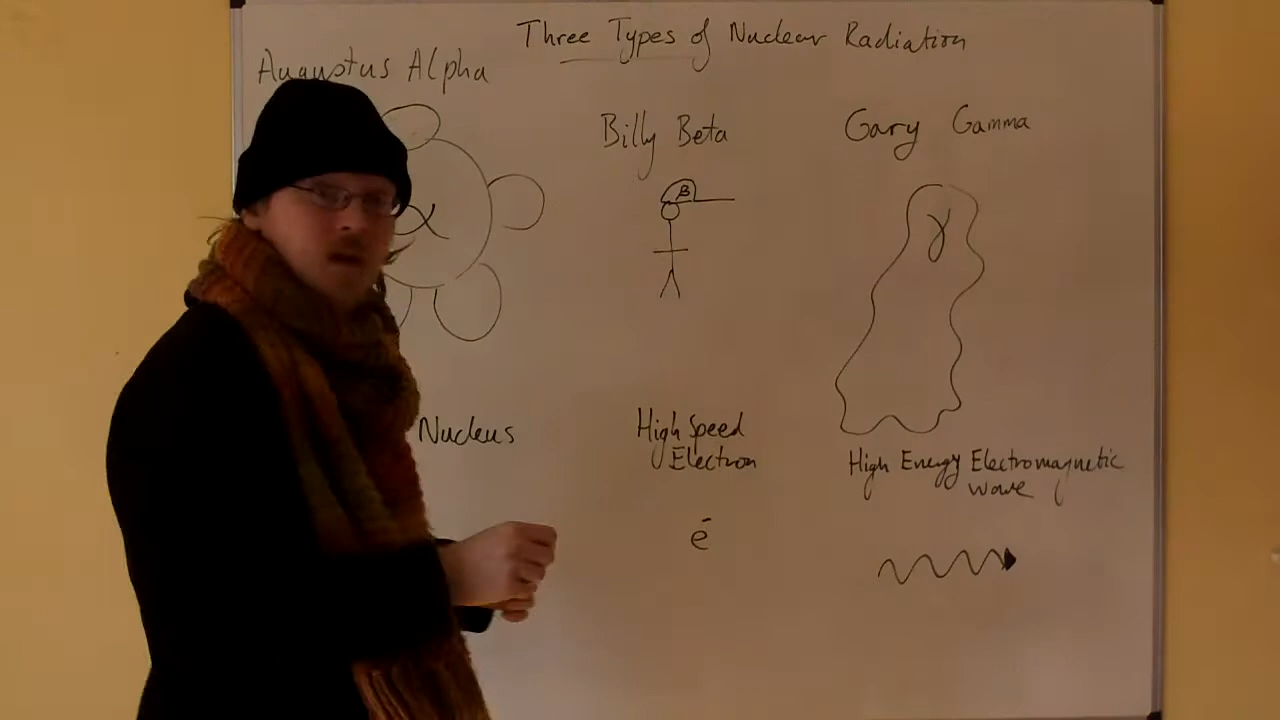 Three Types of Nuclear Radiation
Augustus Alpha
Billy Beta
Gary Gamma
α
B
γ
Nucleus
High Speed
Electron
High Energy Electromagnetic
Wave
e⁻